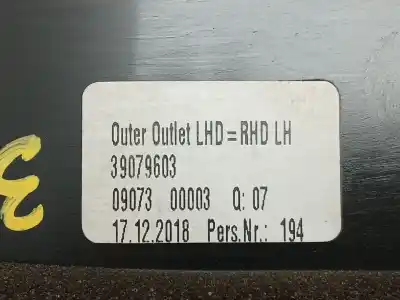 Outer Outlet LHD=RHD LH
39079603
09073 00003 Q: 07
17.12.2018 Pers.Nr.: 194